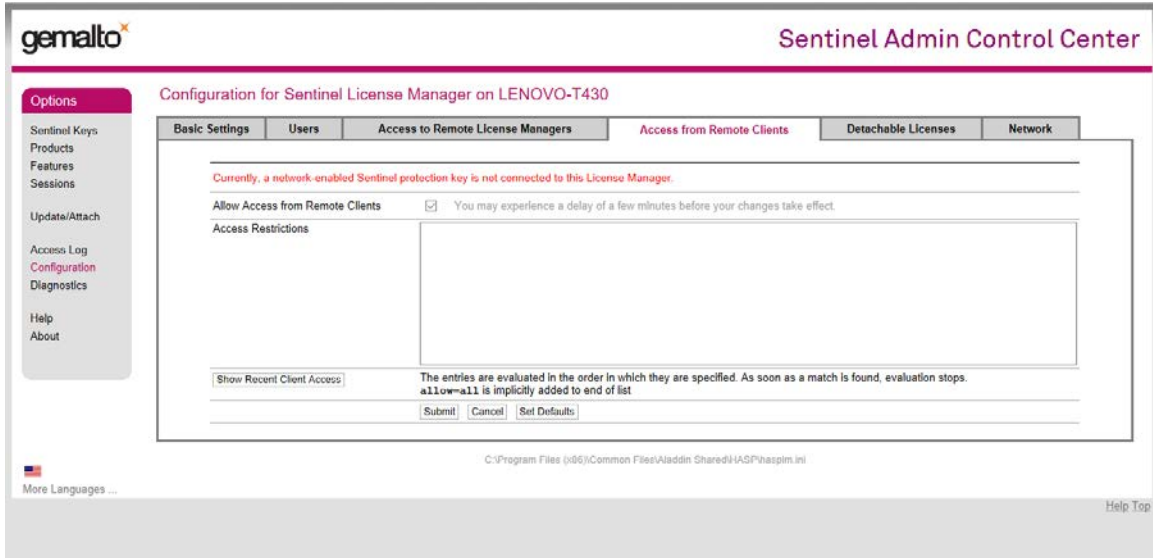 gemalto
Sentinel Admin Control Center
Options
Sentinel Keys
Products
Features
Sessions
Update/Attach
Access Log
Configuration
Diagnostics
Help
About
Configuration for Sentinel License Manager on LENOVO-T430
Basic Settings Users Access to Remote License Managers Access from Remote Clients Detachable Licenses Network
Currently, a network-enabled Sentinel protection key is not connected to this License Manager.
Allow Access from Remote Clients You may experience a delay of a few minutes before your changes take effect.
Access Restrictions
Show Recent Client Access The entries are evaluated in the order in which they are specified. As soon as a match is found, evaluation stops.
allow=all is implicitly added to end of list
Submit Cancel Set Defaults
C:\Program Files (x86)\Common Files\Aladdin Shared\HASP\hasplm.ini
More Languages ...
Help Top